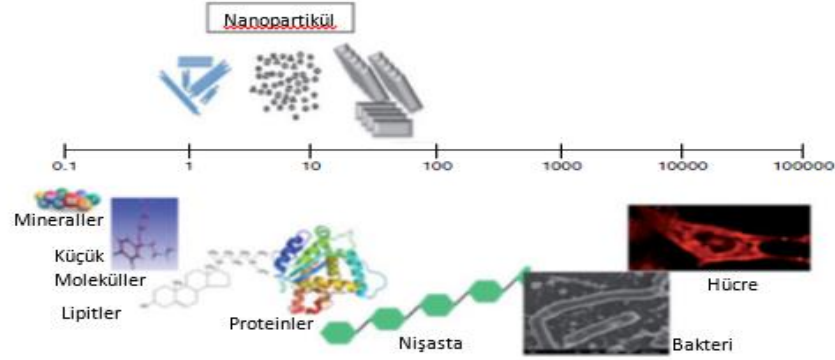 Nanopartikül
0.1 1 10 100 1000 10000 100000
Mineraller
Küçük
Moleküller
Lipitler
Proteinler
Nişasta
Bakteri
Hücre